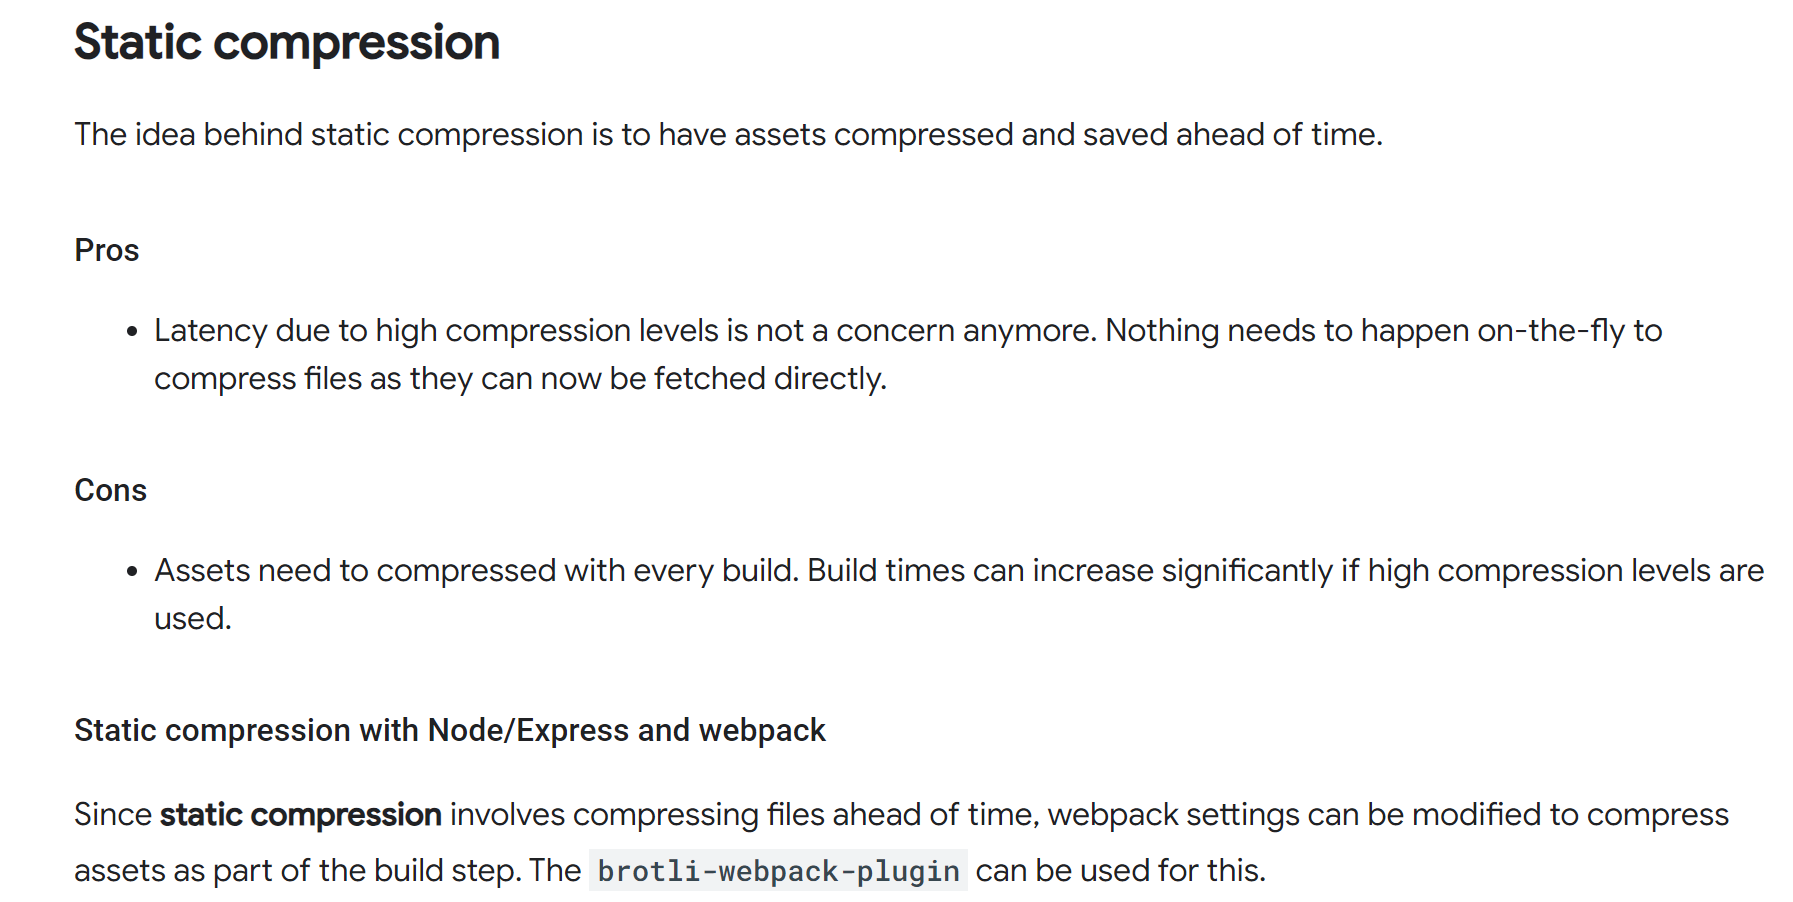 Static compression
The idea behind static compression is to have assets compressed and saved ahead of time.
Pros
• Latency due to high compression levels is not a concern anymore. Nothing needs to happen on-the-fly to
compress files as they can now be fetched directly.
Cons
• Assets need to compressed with every build. Build times can increase significantly if high compression levels are
used.
Static compression with Node/Express and webpack
Since static compression involves compressing files ahead of time, webpack settings can be modified to compress
assets as part of the build step. The brotli-webpack-plugin can be used for this.